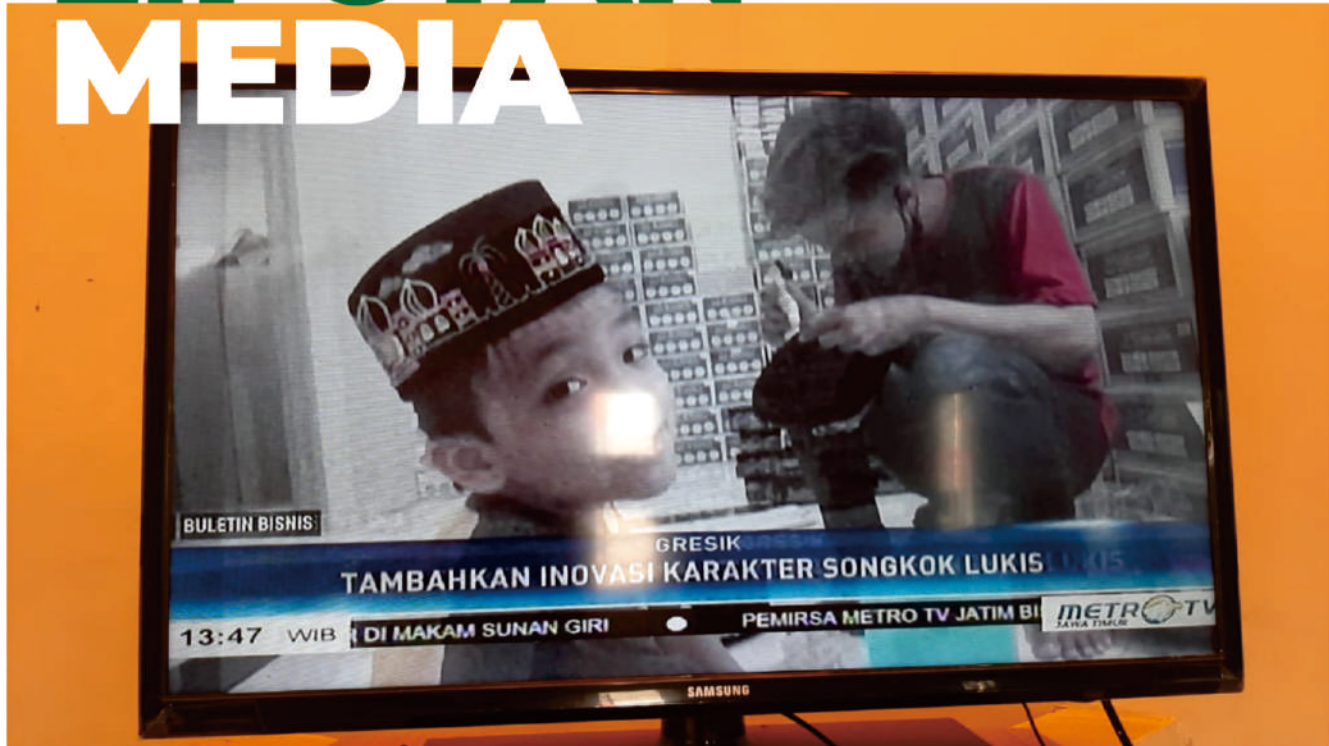 MEDIA
BULETIN BISNIS
GRESIK
TAMBAHKAN INOVASI KARAKTER SONGKOK LUKIS
13:47 WIB DI MAKAM SUNAN GIRI PEMIRSA METRO TV JATIM
METRO TV
JAWA TIMUR
SAMSUNG